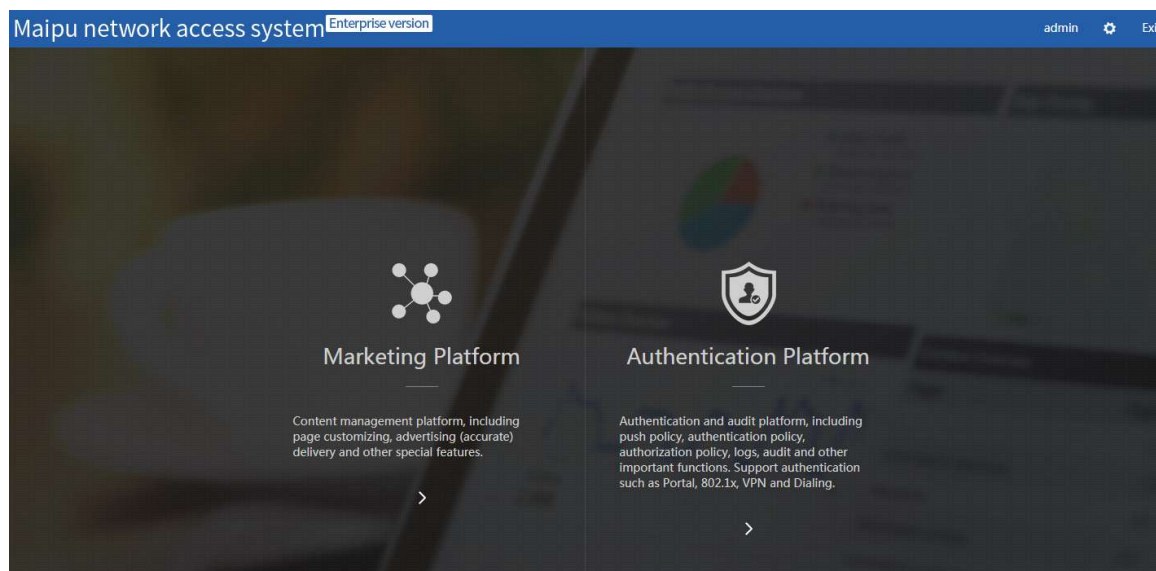 Maipu network access system Enterprise version
admin Exi
Marketing Platform
Content management platform, including
page customizing, advertising (accurate)
delivery and other special features.
Authentication Platform
Authentication and audit platform, including
push policy, authentication policy,
authorization policy, logs, audit and other
important functions. Support authentication
such as Portal, 802.1x, VPN and Dialing.